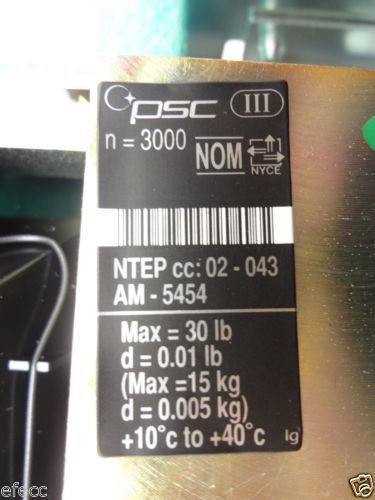 PSC III
n = 3000
NOM
NYCE
NTEP cc: 02 - 043
AM - 5454
Max = 30 lb
d = 0.01 lb
(Max =15 kg
d = 0.005 kg)
+10°c to +40°c lg
efecc